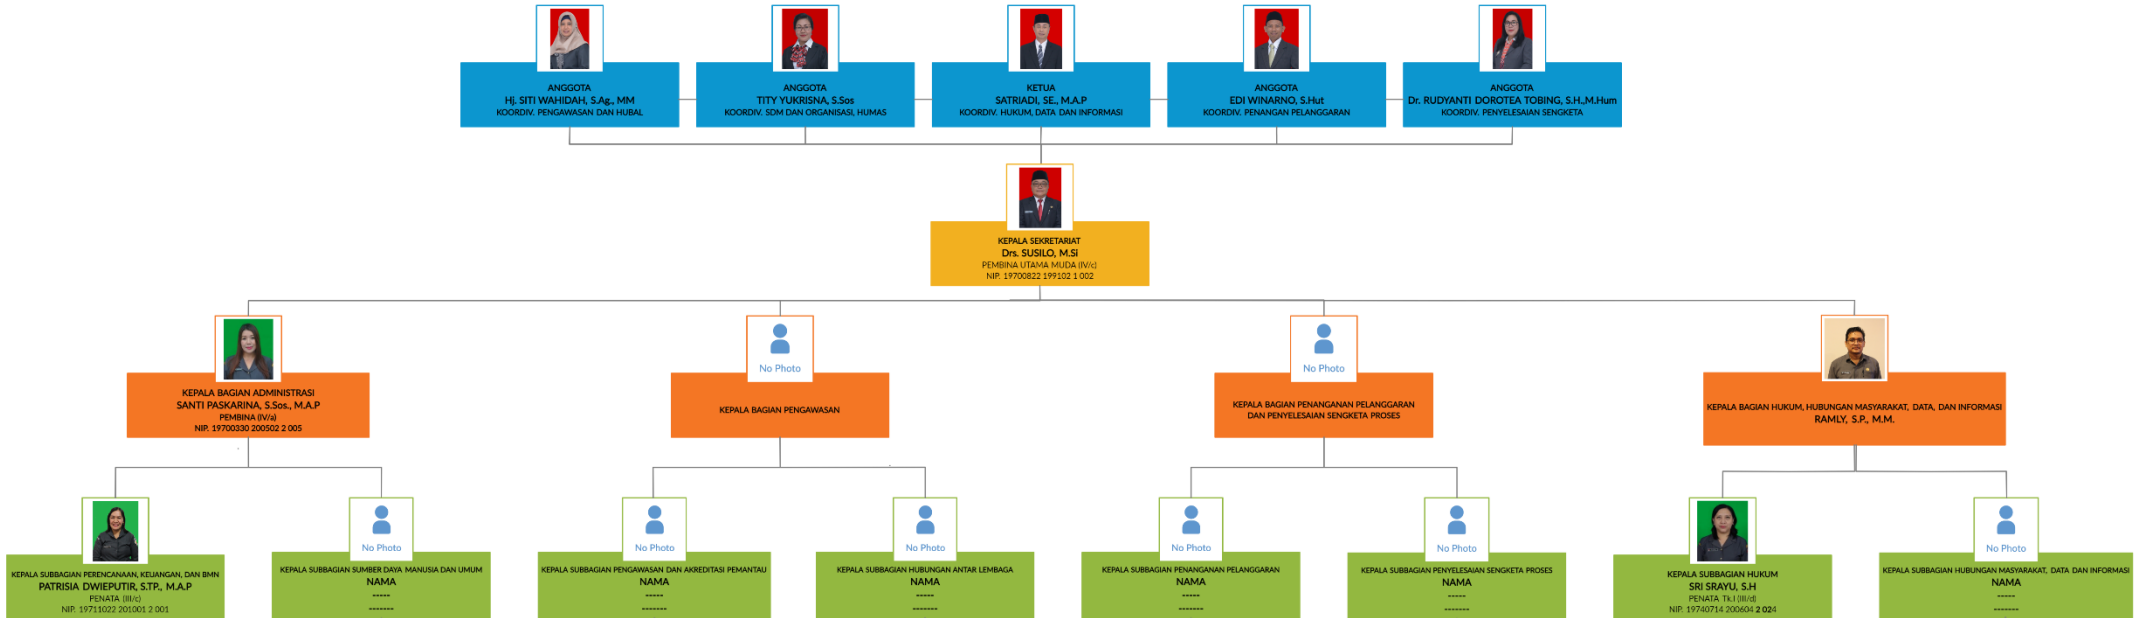 ANGGOTA
Hj. SITI WAHIDAH, S.Ag., MM
KOORDIV. PENGAWASAN DAN HUBAL
ANGGOTA
TITY YUKRISNA, S.Sos
KOORDIV. SDM DAN ORGANISASI, HUMAS
KETUA
SATRIADI, SE., M.A.P
KOORDIV. HUKUM, DATA DAN INFORMASI
ANGGOTA
EDI WINARNO, S.Hut
KOORDIV. PENANGAN PELANGGARAN
ANGGOTA
Dr. RUDYANTI DOROTEA TOBING, S.H.,M.Hum
KOORDIV. PENYELESAIAN SENGKETA
KEPALA SEKRETARIAT
Drs. SUSILO, M.Si
PEMBINA UTAMA MUDA (IV/c)
NIP. 19700822 199102 1 002
KEPALA BAGIAN ADMINISTRASI
SANTI PASKARINA, S.Sos., M.A.P
PEMBINA (IV/a)
NIP. 19700330 200502 2 005
No Photo
KEPALA BAGIAN PENGAWASAN
No Photo
KEPALA BAGIAN PENANGANAN PELANGGARAN
DAN PENYELESAIAN SENGKETA PROSES
KEPALA BAGIAN HUKUM, HUBUNGAN MASYARAKAT, DATA, DAN INFORMASI
RAMLY, S.P., M.M.
KEPALA SUBBAGIAN PERENCANAAN, KEUANGAN, DAN BMN
PATRISIA DWIEPUTIR, S.TP., M.A.P
PENATA (III/c)
NIP. 19711022 201001 2 001
No Photo
KEPALA SUBBAGIAN SUMBER DAYA MANUSIA DAN UMUM
NAMA
-----
-------
No Photo
KEPALA SUBBAGIAN PENGAWASAN DAN AKREDITASI PEMANTAU
NAMA
-----
-------
No Photo
KEPALA SUBBAGIAN HUBUNGAN ANTAR LEMBAGA
NAMA
-----
-------
No Photo
KEPALA SUBBAGIAN PENANGANAN PELANGGARAN
NAMA
-----
-------
No Photo
KEPALA SUBBAGIAN PENYELESAIAN SENGKETA PROSES
NAMA
-----
-------
KEPALA SUBBAGIAN HUKUM
SRI SRAYU, S.H
PENATA Tk.I (III/d)
NIP. 19740714 200604 2 024
No Photo
KEPALA SUBBAGIAN HUBUNGAN MASYARAKAT, DATA DAN INFORMASI
NAMA
-----
-------